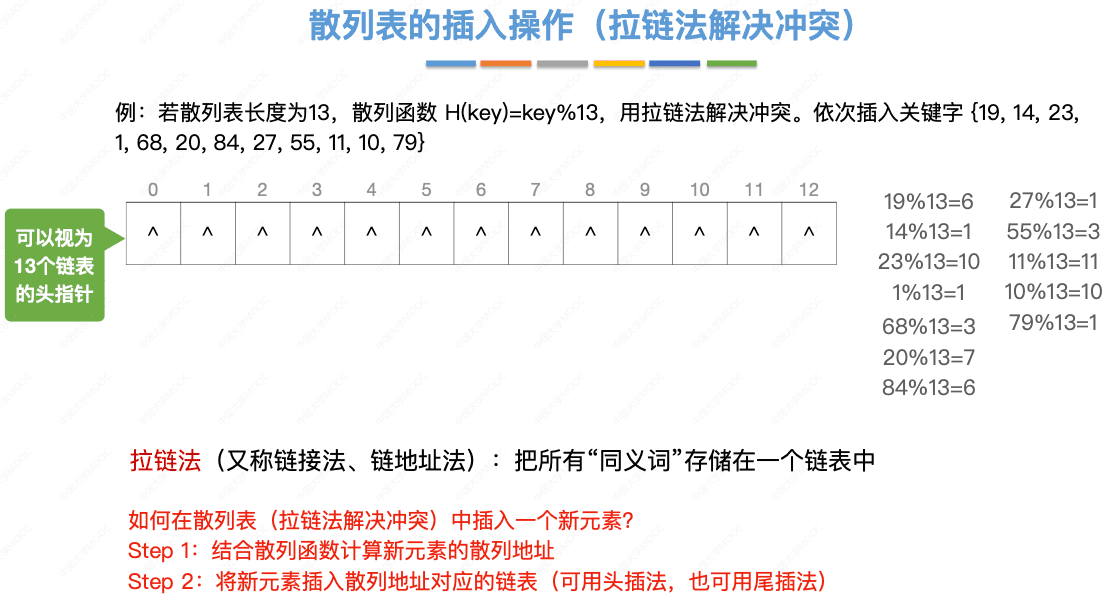 散列表的插入操作（拉链法解决冲突）
例：若散列表长度为13，散列函数 H(key)=key%13，用拉链法解决冲突。依次插入关键字 {19, 14, 23,
1, 68, 20, 84, 27, 55, 11, 10, 79}
0 1 2 3 4 5 6 7 8 9 10 11 12
^ ^ ^ ^ ^ ^ ^ ^ ^ ^ ^ ^ ^
可以视为
13个链表
的头指针
19%13=6
14%13=1
23%13=10
1%13=1
68%13=3
20%13=7
84%13=6
27%13=1
55%13=3
11%13=11
10%13=10
79%13=1
拉链法（又称链接法、链地址法）：把所有“同义词”存储在一个链表中
如何在散列表（拉链法解决冲突）中插入一个新元素？
Step 1：结合散列函数计算新元素的散列地址
Step 2：将新元素插入散列地址对应的链表（可用头插法，也可用尾插法）